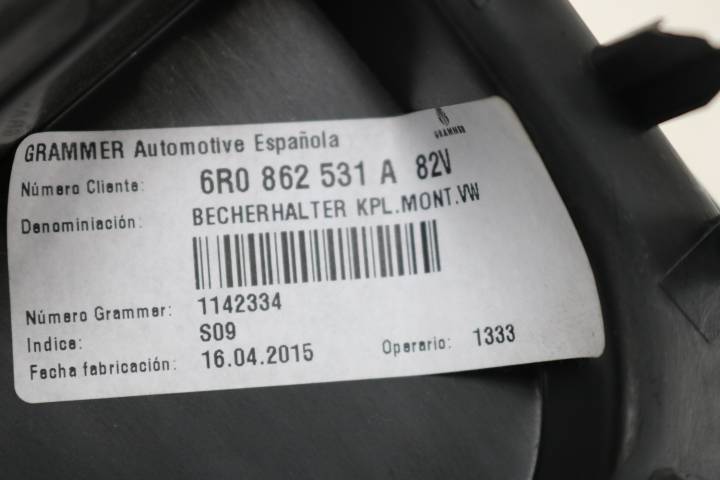 GRAMMER
GRAMMER Automotive Española
Número Cliente: 6R0 862 531 A 82V
Denominiación: BECHERHALTER KPL.MONT.VW
Número Grammer: 1142334
Indice: S09
Fecha fabricación: 16.04.2015 Operario: 1333